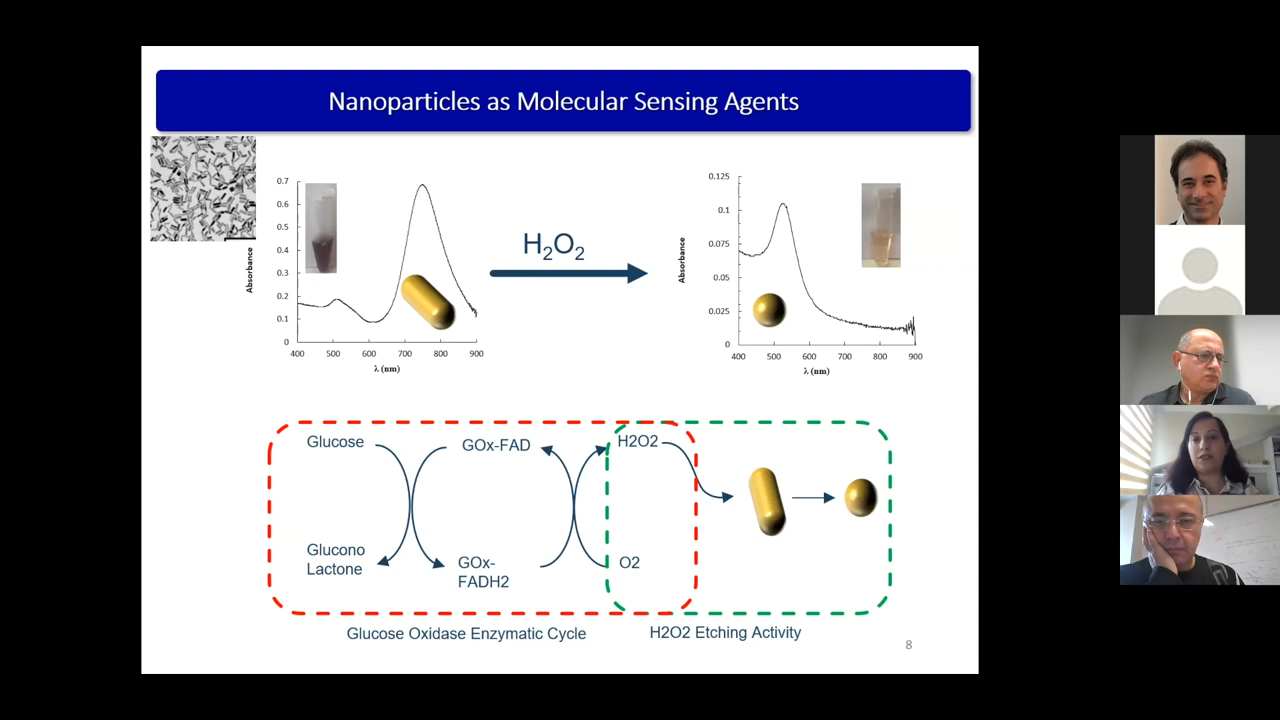 Nanoparticles as Molecular Sensing Agents
0.7
0.6
0.5
0.4
0.3
0.2
0.1
0
Absorbance
400 500 600 700 800 900
λ (nm)
H₂O₂
0.125
0.1
0.075
0.05
0.025
0
Absorbance
400 500 600 700 800 900
λ (nm)
Glucose
GOx-FAD
H2O2
Glucono
Lactone
GOx-
FADH2
O2
Glucose Oxidase Enzymatic Cycle
H2O2 Etching Activity
8